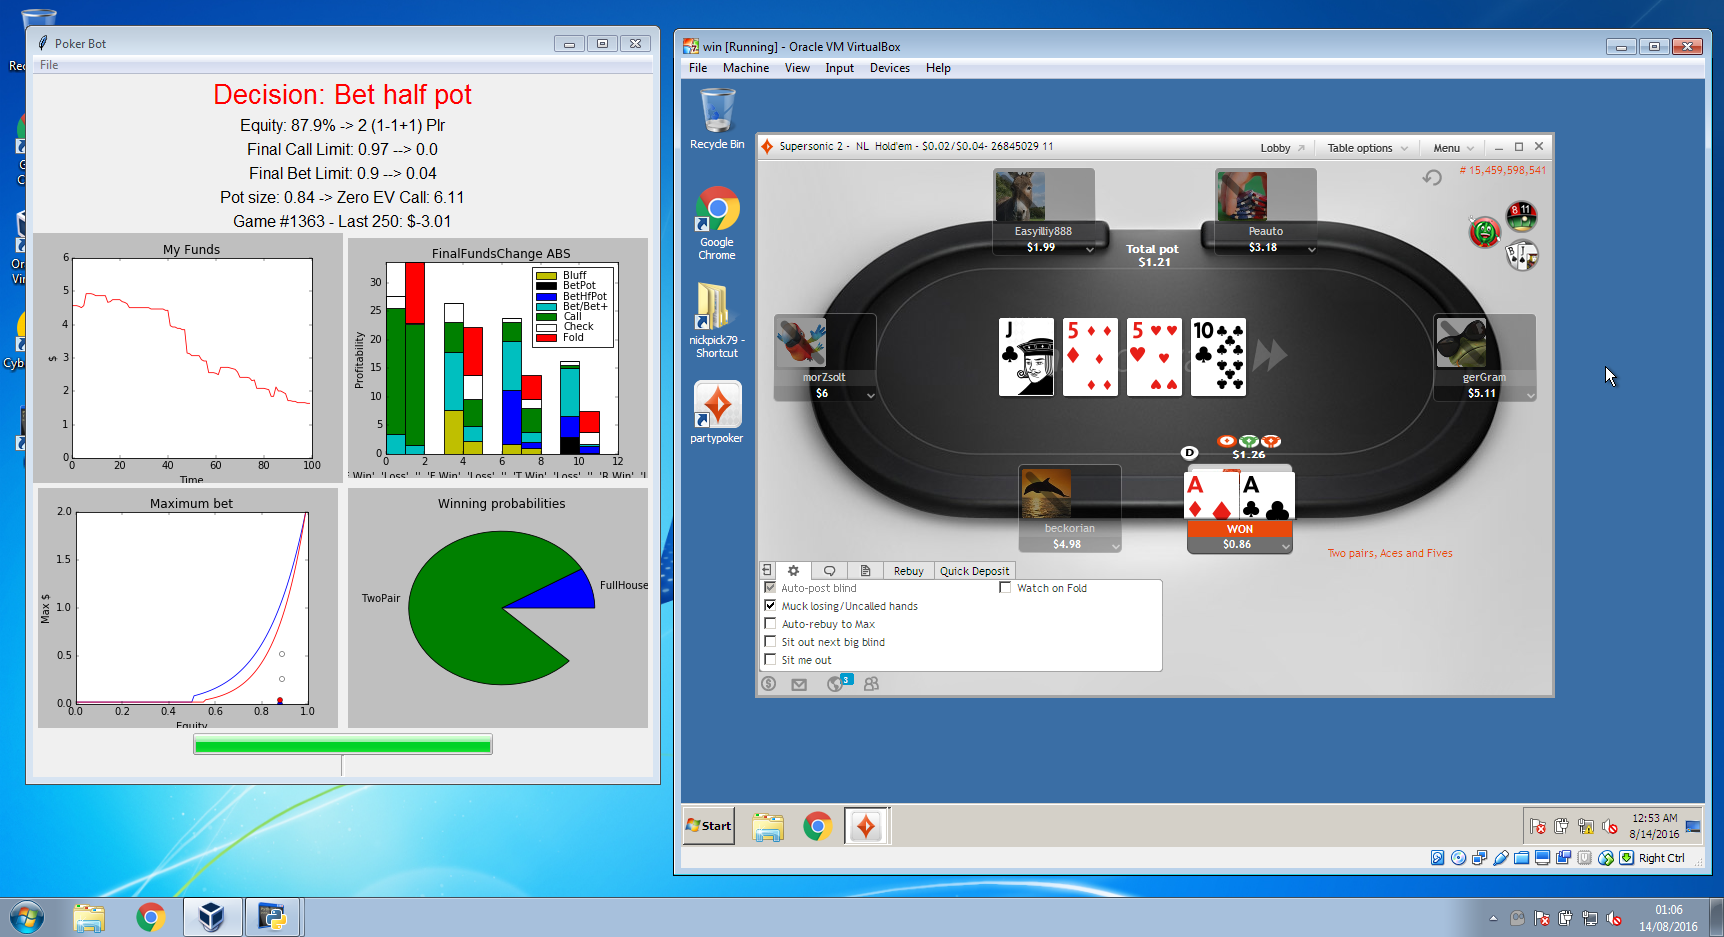 Poker Bot
File
Decision: Bet half pot
Equity: 87.9% -> 2 (1-1+1) Plr
Final Call Limit: 0.97 --> 0.0
Final Bet Limit: 0.9 --> 0.04
Pot size: 0.84 -> Zero EV Call: 6.11
Game #1363 - Last 250: $-3.01
My Funds
6
5
4
3
2
1
0
$
0 20 40 60 80 100
Time
FinalFundsChange ABS
30
25
20
15
10
5
0
Profitability
Bluff
BetPot
BetHfPot
Bet/Bet+
Call
Check
Fold
0 2 4 6 8 10 12
Maximum bet
2.0
1.5
1.0
0.5
0.0
Max $
0.0 0.2 0.4 0.6 0.8 1.0
Equity
Winning probabilities
TwoPair
FullHouse
win [Running] - Oracle VM VirtualBox
File Machine View Input Devices Help
Recycle Bin
Google
Chrome
nickpick79 -
Shortcut
partypoker
Supersonic 2 - NL Hold'em - $0.02/$0.04- 26845029 11
Lobby Table options Menu
# 15,459,598,541
Easyilliy888
$1.99
Peauto
$3.18
Total pot
$1.21
8 11
B J
morZsolt
$6
J 5 5 10
gerGram
$5.11
D
$1.26
A A
beckorian
$4.98
WON
$0.86
Two pairs, Aces and Fives
Rebuy Quick Deposit
Auto-post blind
Watch on Fold
Muck losing/Uncalled hands
Auto-rebuy to Max
Sit out next big blind
Sit me out
3
Start
12:53 AM
8/14/2016
Right Ctrl
01:06
14/08/2016